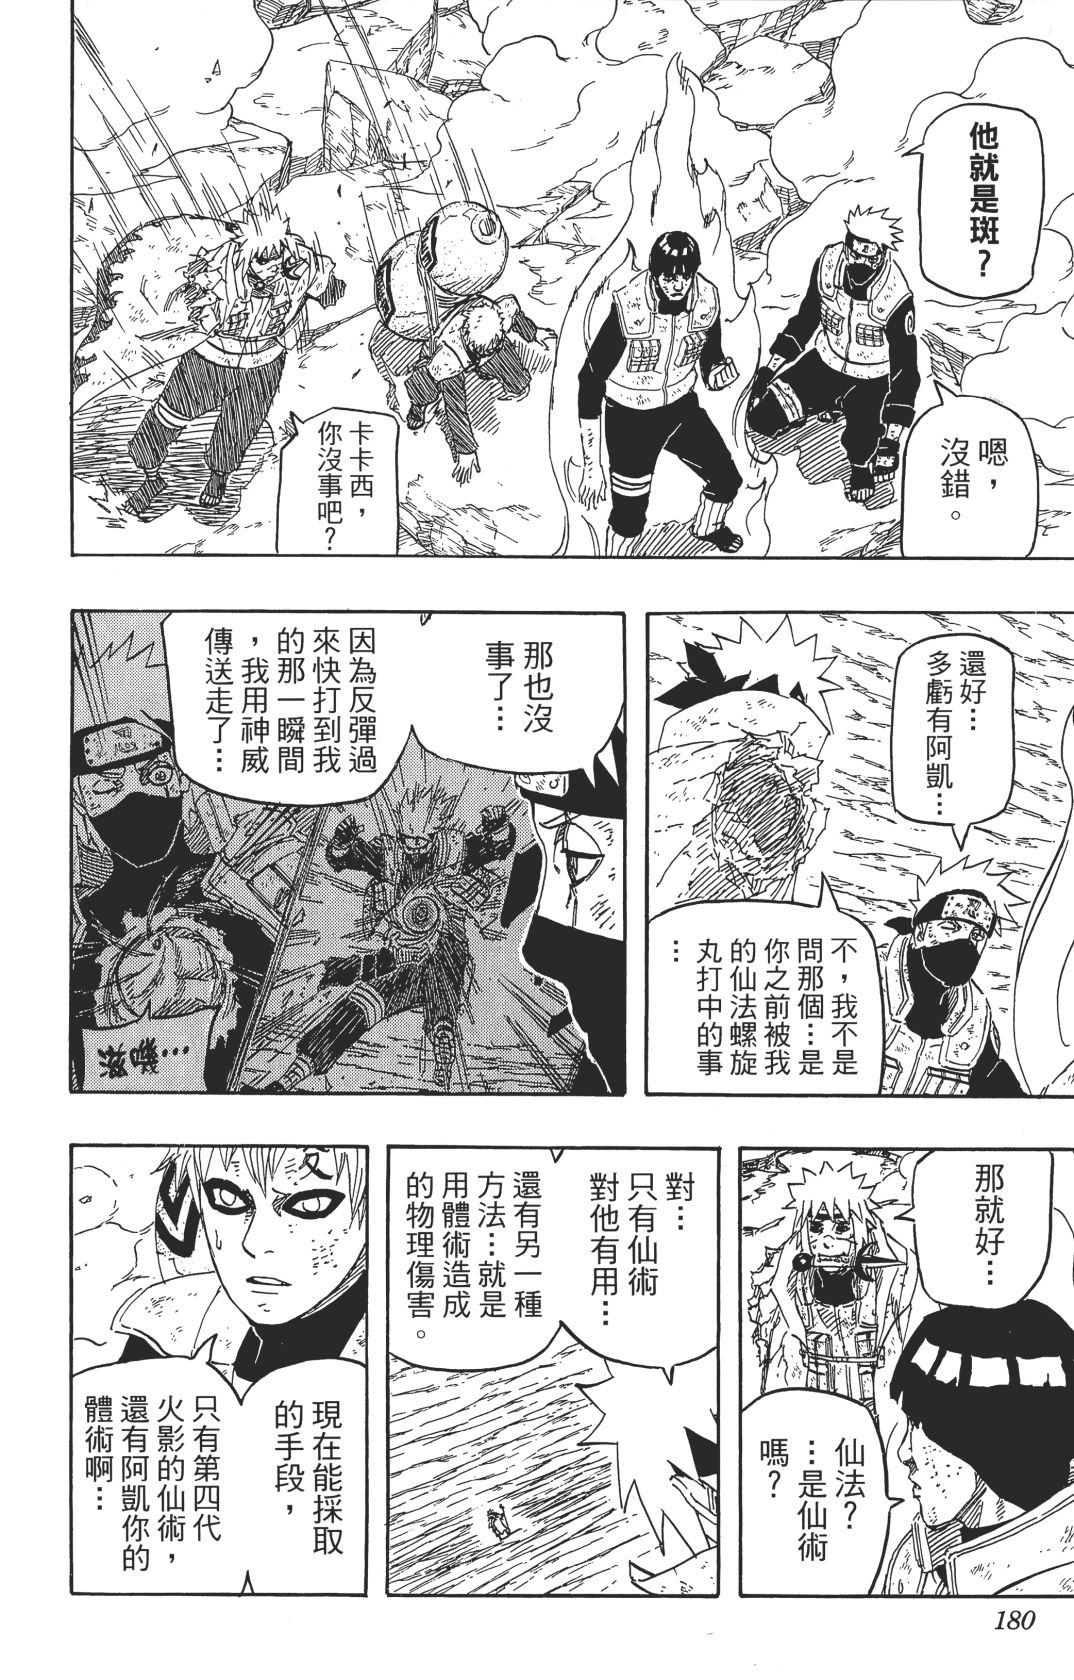 他就是斑？
嗯，
沒錯。
卡卡西，
你沒事吧？
還好…
多虧有阿凱…
不，我不是
問那個…是
你之前被我
的仙法螺旋
丸打中的事
…
那也沒
事了…
因為反彈過
來快打到我
的那一瞬間
，我用神威
傳送走了…
那就好…
仙法？
…是仙術
嗎？
對…
只有仙術
對他有用…
還有另一種
方法…就是
用體術造成
的物理傷害。
現在能採取
的手段，
只有第四代
火影的仙術，
還有阿凱你的
體術啊…
180